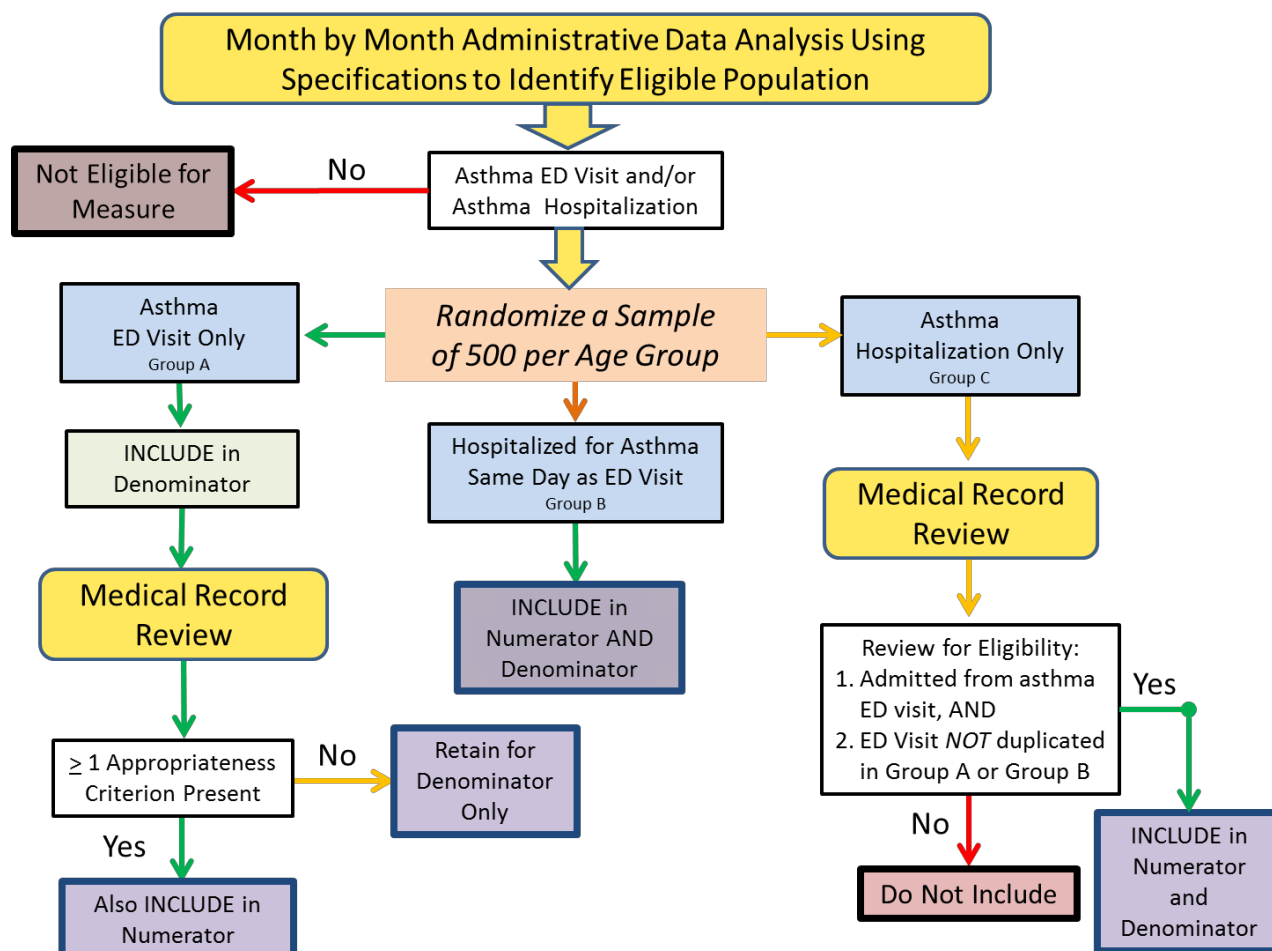 Month by Month Administrative Data Analysis Using
Specifications to Identify Eligible Population
Not Eligible for
Measure
No
Asthma ED Visit and/or
Asthma Hospitalization
Asthma
ED Visit Only
Group A
Randomize a Sample
of 500 per Age Group
Asthma
Hospitalization Only
Group C
INCLUDE in
Denominator
Hospitalized for Asthma
Same Day as ED Visit
Group B
Medical Record
Review
Medical Record
Review
INCLUDE in
Numerator AND
Denominator
Review for Eligibility:
1. Admitted from asthma
ED visit, AND
2. ED Visit NOT duplicated
in Group A or Group B
Yes
≥ 1 Appropriateness
Criterion Present
No
Retain for
Denominator
Only
Yes
Also INCLUDE in
Numerator
No
Do Not Include
INCLUDE in
Numerator
and
Denominator